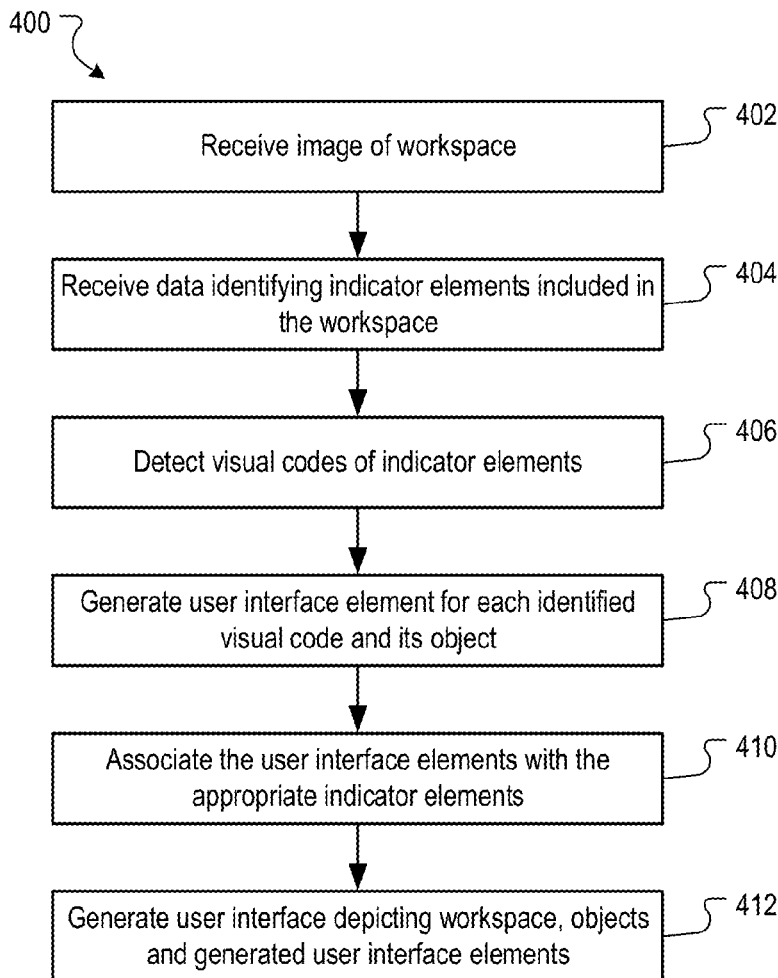 400
Receive image of workspace
402
Receive data identifying indicator elements included in
the workspace
404
Detect visual codes of indicator elements
406
Generate user interface element for each identified
visual code and its object
408
Associate the user interface elements with the
appropriate indicator elements
410
Generate user interface depicting workspace, objects
and generated user interface elements
412